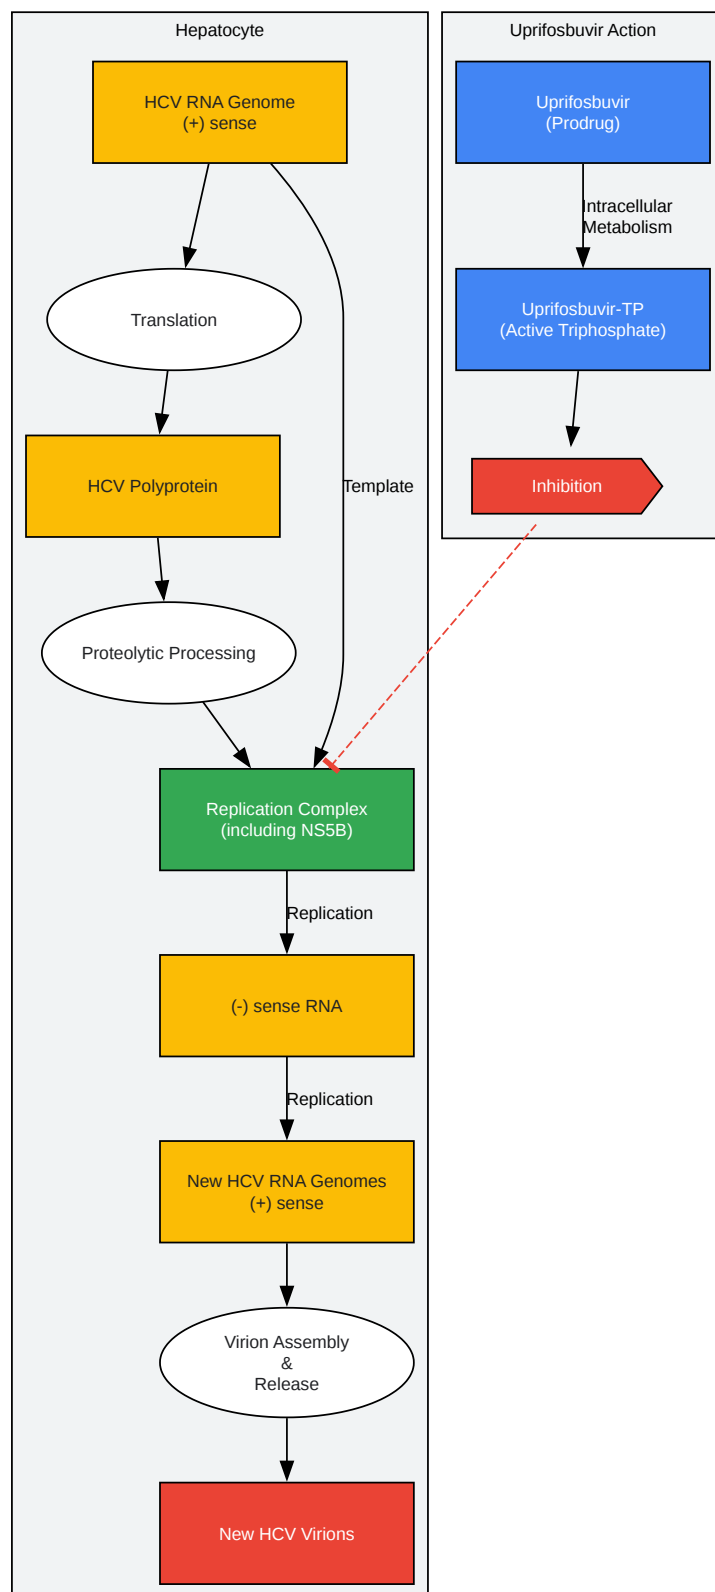 Hepatocyte
HCV RNA Genome
(+) sense
Translation
HCV Polyprotein
Template
Proteolytic Processing
Replication Complex
(including NS5B)
Replication
(-) sense RNA
Replication
New HCV RNA Genomes
(+) sense
Virion Assembly
&
Release
New HCV Virions
Uprifosbuvir Action
Uprifosbuvir
(Prodrug)
Intracellular
Metabolism
Uprifosbuvir-TP
(Active Triphosphate)
Inhibition